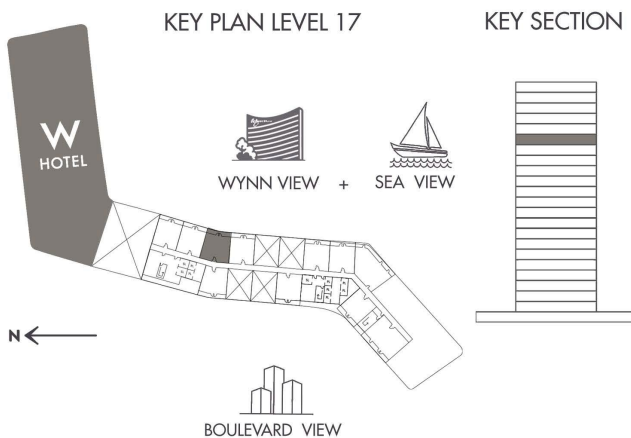 KEY PLAN LEVEL 17
KEY SECTION
W
HOTEL
WYNN VIEW + SEA VIEW
N
BOULEVARD VIEW